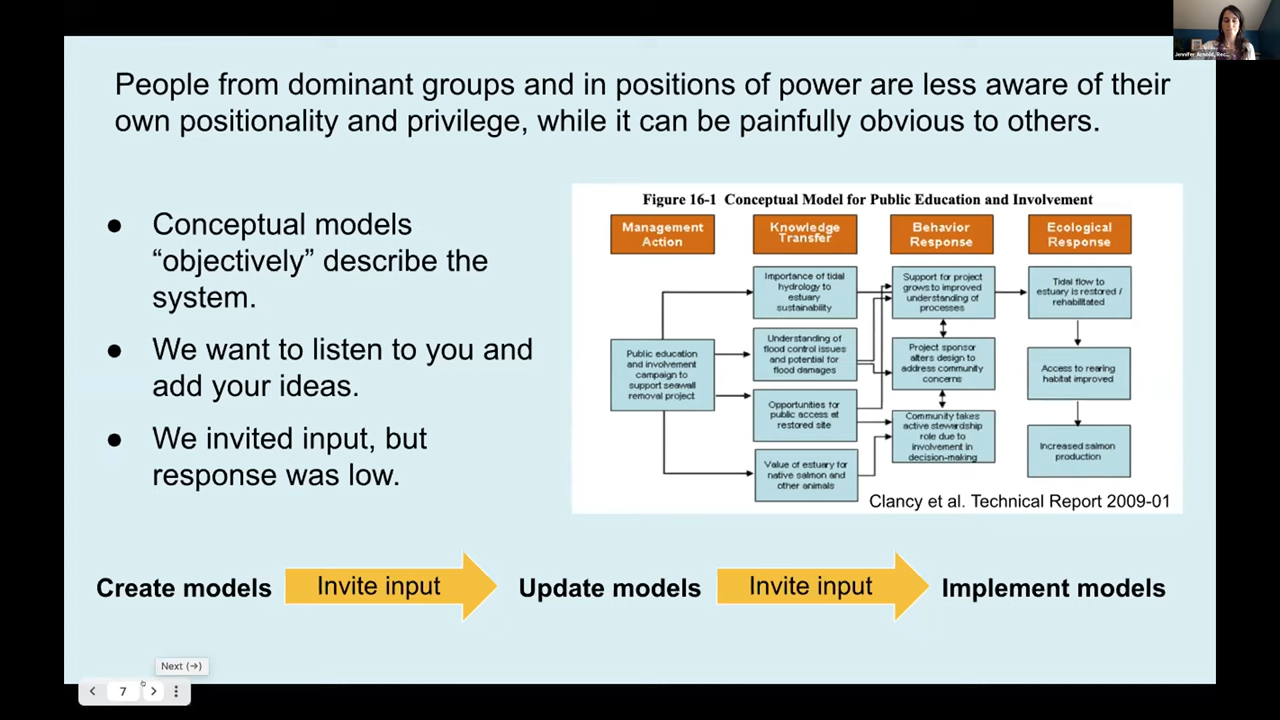 Jennifer Arnold, Rec...
People from dominant groups and in positions of power are less aware of their
own positionality and privilege, while it can be painfully obvious to others.
● Conceptual models
“objectively” describe the
system.
● We want to listen to you and
add your ideas.
● We invited input, but
response was low.
Figure 16-1 Conceptual Model for Public Education and Involvement
Management
Action
Knowledge
Transfer
Behavior
Response
Ecological
Response
Public education
and involvement
campaign to
support seawall
removal project
Importance of tidal
hydrology to
estuary
sustainability
Understanding of
flood control issues
and potential for
flood damages
Opportunities for
public access at
restored site
Value of estuary for
native salmon and
other animals
Support for project
grows to improved
understanding of
processes
Project sponsor
alters design to
address community
concerns
Community takes
active stewardship
role due to
involvement in
decision-making
Tidal flow to
estuary is restored /
rehabilitated
Access to rearing
habitat improved
Increased salmon
production
Clancy et al. Technical Report 2009-01
Create models
Invite input
Update models
Invite input
Implement models
Next (→)
7